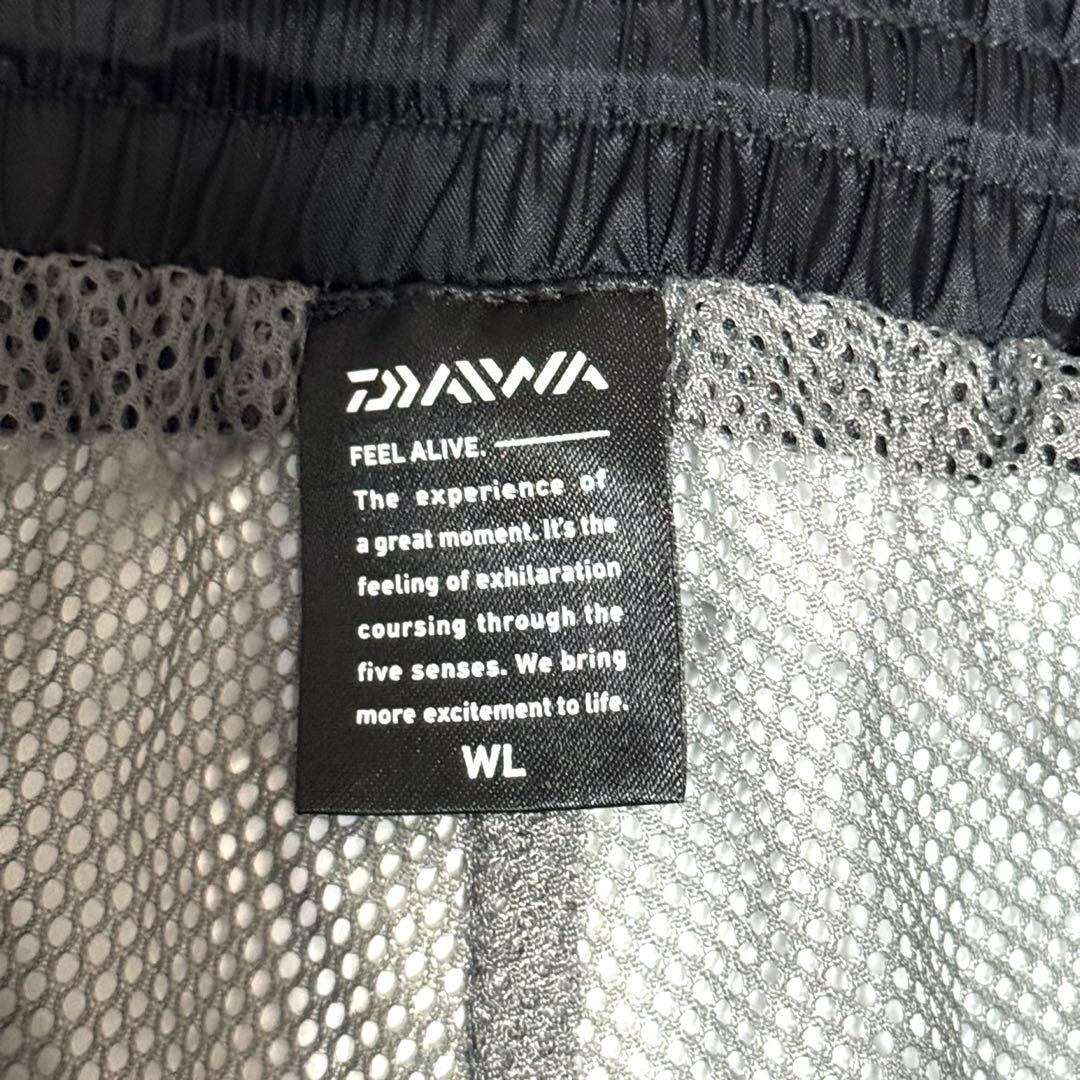 DAIWA
FEEL ALIVE.
The experience of
a great moment. It's the
feeling of exhilaration
coursing through the
five senses. We bring
more excitement to life.
WL